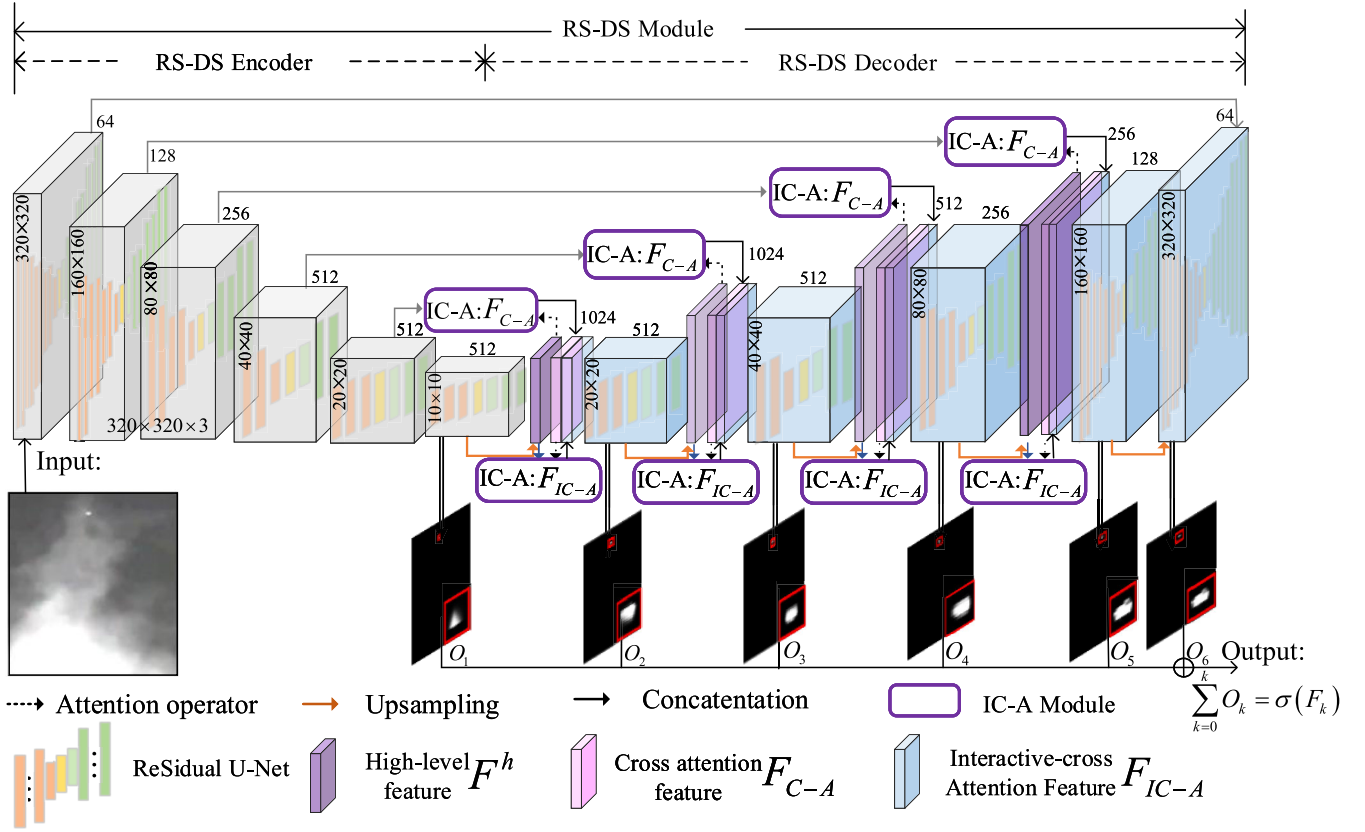 RS-DS Module
RS-DS Encoder
RS-DS Decoder
64
128
256
512
512
512
320×320
160×160
80×80
40×40
20×20
10×10
320×320×3
Input:
IC-A: F_{C-A}
1024
IC-A: F_{C-A}
1024
IC-A: F_{C-A}
512
IC-A: F_{C-A}
256
64
512
512
256
128
20×20
40×40
80×80
160×160
320×320
IC-A: F_{IC-A}
IC-A: F_{IC-A}
IC-A: F_{IC-A}
IC-A: F_{IC-A}
O_1
O_2
O_3
O_4
O_5
O_6
Output:
\sum_{k=0}^{k} O_k = σ(F_k)
Attention operator
Upsampling
Concatentation
IC-A Module
ReSidual U-Net
High-level feature F^h
Cross attention feature F_{C-A}
Interactive-cross Attention Feature F_{IC-A}